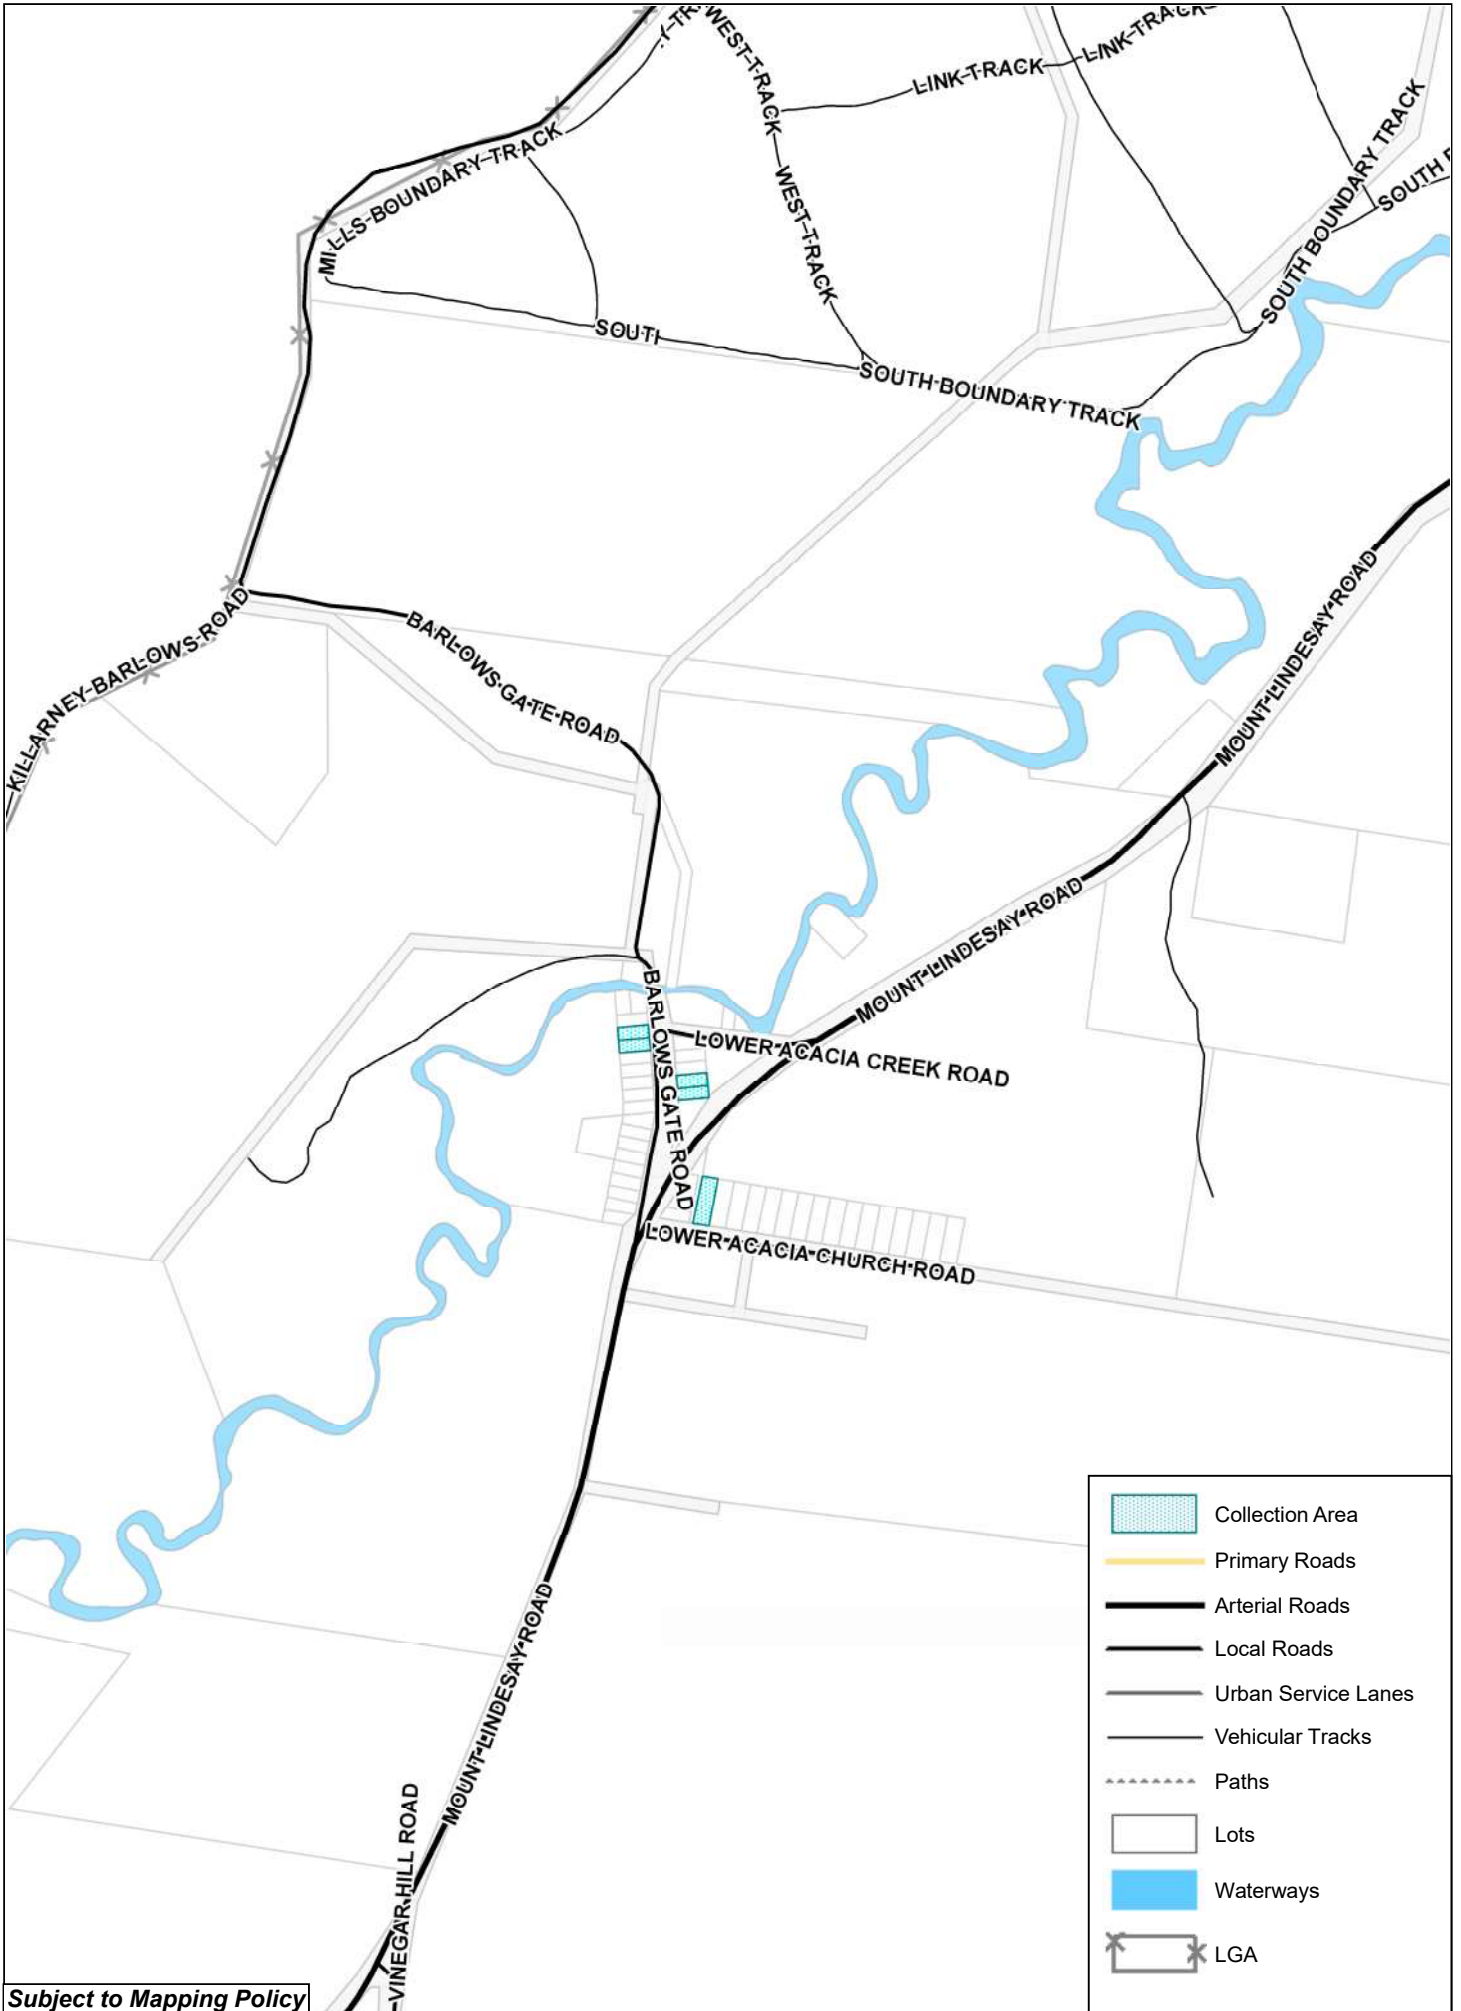 WEST-TRACK
LINK-TRACK
LINK-TRACK
MILLS-BOUNDARY-TRACK
WEST-TRACK
SOUTH BOUNDARY TRACK
SOUTH
SOUTH-BOUNDARY TRACK
KILLARNEY-BARLOWS-ROAD
BARLOWS-GATE-ROAD
MOUNT-LINDESAY-ROAD
MOUNT-LINDESAY-ROAD
BARLOWS GATE ROAD
LOWER ACACIA CREEK ROAD
LOWER-ACACIA-CHURCH-ROAD
MOUNT-LINDESAY-ROAD
VINEGAR-HILL ROAD
Collection Area
Primary Roads
Arterial Roads
Local Roads
Urban Service Lanes
Vehicular Tracks
Paths
Lots
Waterways
LGA
Subject to Mapping Policy